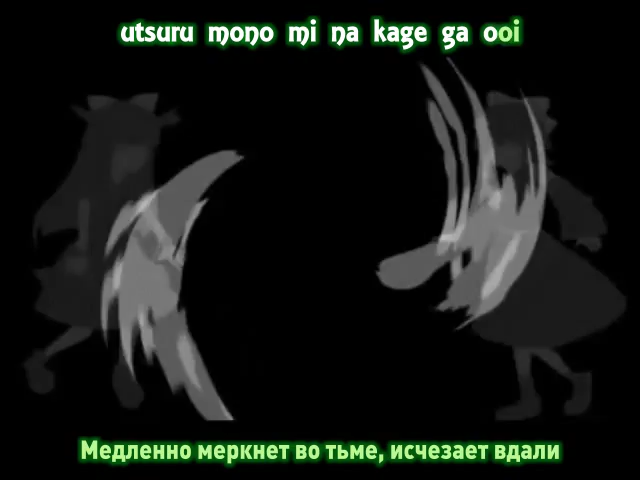 utsuru mono mi na kage ga ooi
Медленно меркнет во тьме, исчезает вдали